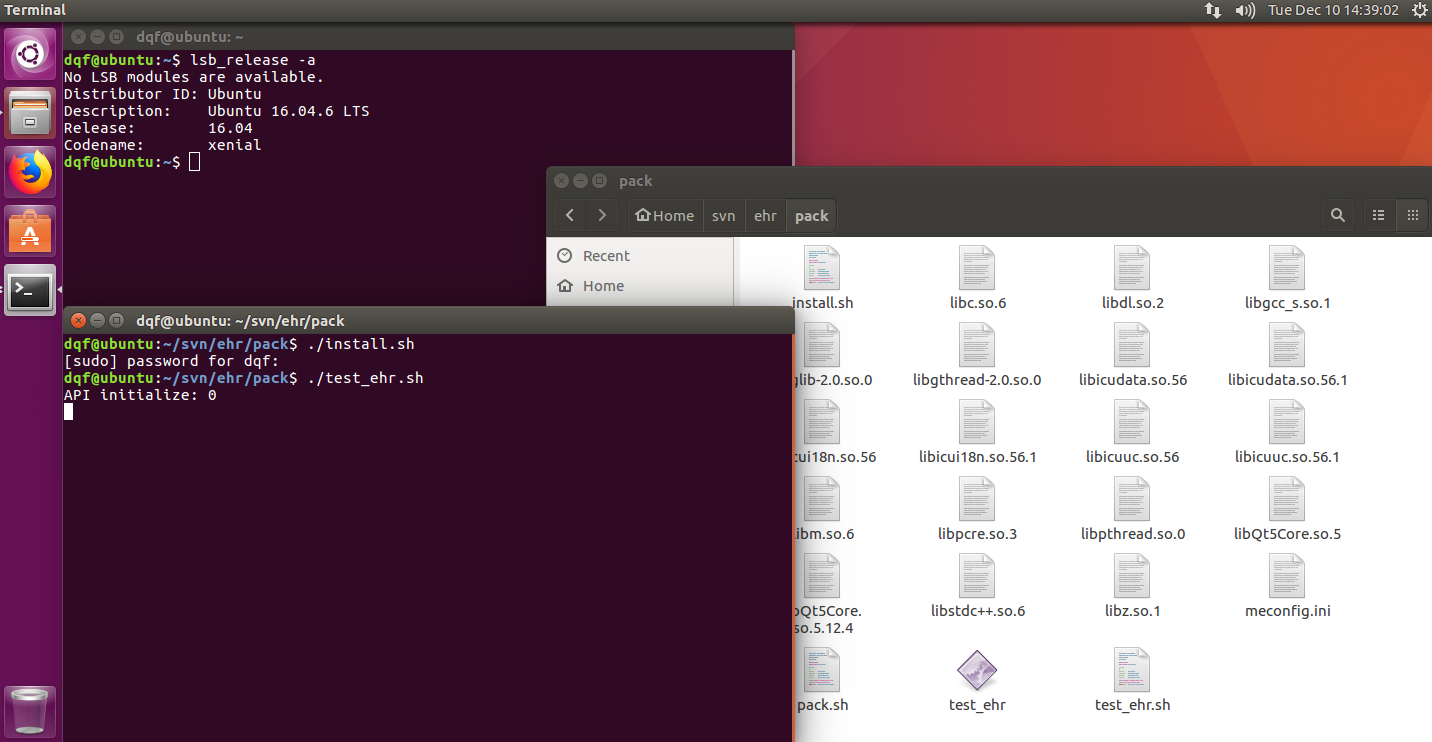 Terminal
Tue Dec 10 14:39:02
dqf@ubuntu: ~
dqf@ubuntu:~$ lsb_release -a
No LSB modules are available.
Distributor ID: Ubuntu
Description:    Ubuntu 16.04.6 LTS
Release:        16.04
Codename:       xenial
dqf@ubuntu:~$
pack
Home svn ehr pack
Recent
Home
install.sh libc.so.6 libdl.so.2 libgcc_s.so.1
glib-2.0.so.0 libgthread-2.0.so.0 libicudata.so.56 libicudata.so.56.1
cui18n.so.56 libicui18n.so.56.1 libicuuc.so.56 libicuuc.so.56.1
ibm.so.6 libpcre.so.3 libpthread.so.0 libQt5Core.so.5
bQt5Core. libstdc++.so.6 libz.so.1 meconfig.ini
so.5.12.4
pack.sh test_ehr test_ehr.sh
dqf@ubuntu: ~/svn/ehr/pack
dqf@ubuntu:~/svn/ehr/pack$ ./install.sh
[sudo] password for dqf:
dqf@ubuntu:~/svn/ehr/pack$ ./test_ehr.sh
API initialize: 0